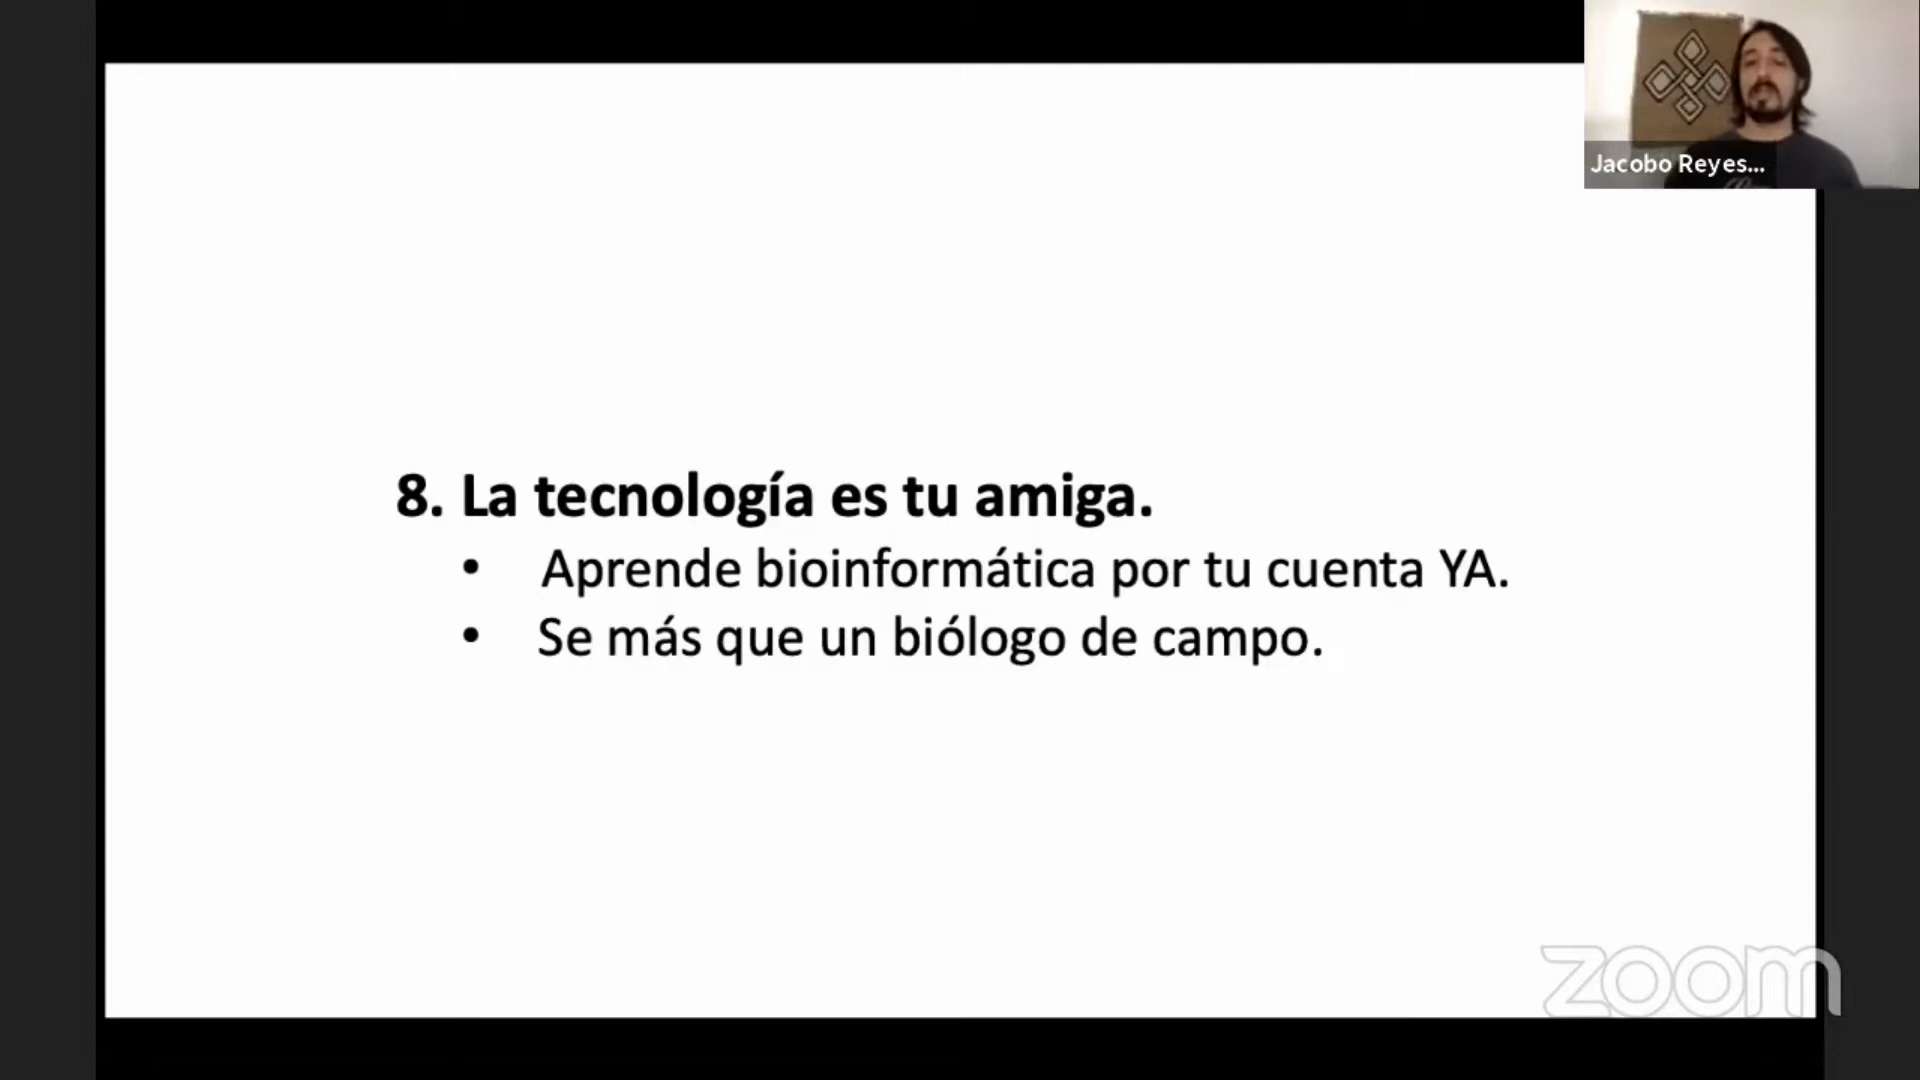 Jacobo Reyes...
8. La tecnología es tu amiga.
• Aprende bioinformática por tu cuenta YA.
• Se más que un biólogo de campo.
zoom